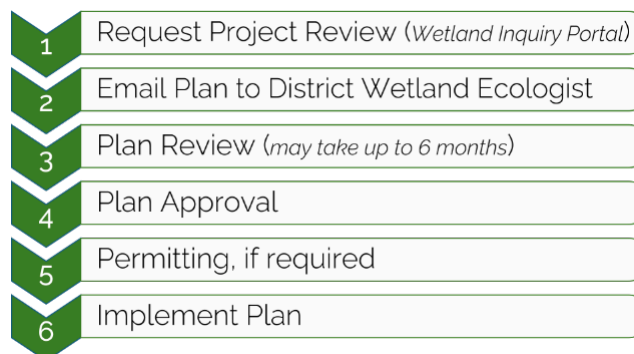 1 Request Project Review (Wetland Inquiry Portal)
2 Email Plan to District Wetland Ecologist
3 Plan Review (may take up to 6 months)
4 Plan Approval
5 Permitting, if required
6 Implement Plan